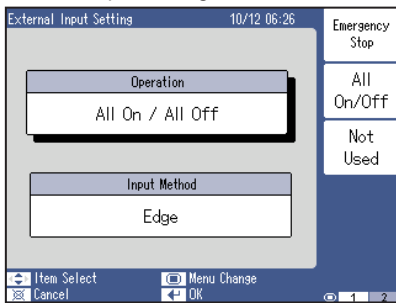 External Input Setting 10/12 06:26
Emergency
Stop
Operation
All On / All Off
All
On/Off
Not
Used
Input Method
Edge
Item Select Menu Change
Cancel OK
1 2